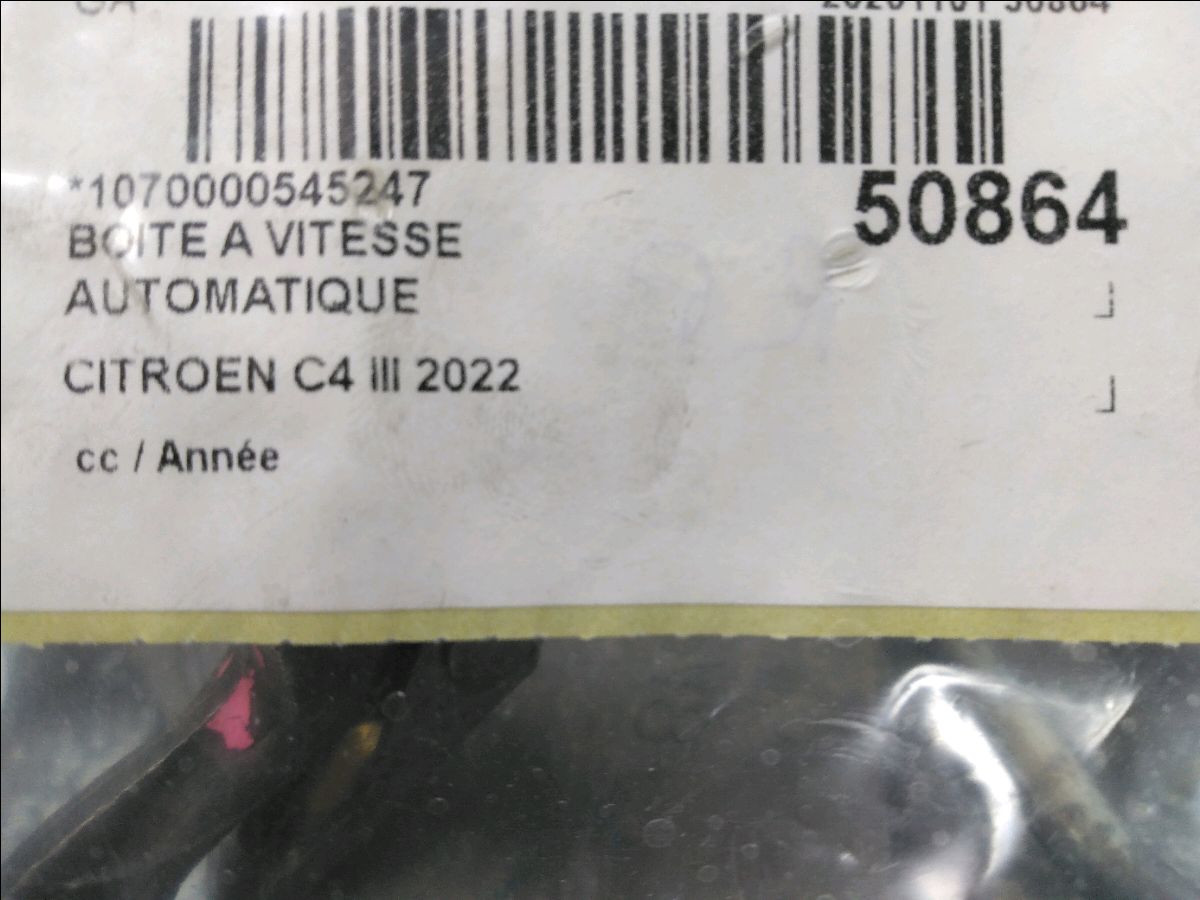 *1070000545247
50864
BOITE A VITESSE
AUTOMATIQUE
CITROEN C4 III 2022
cc / Année